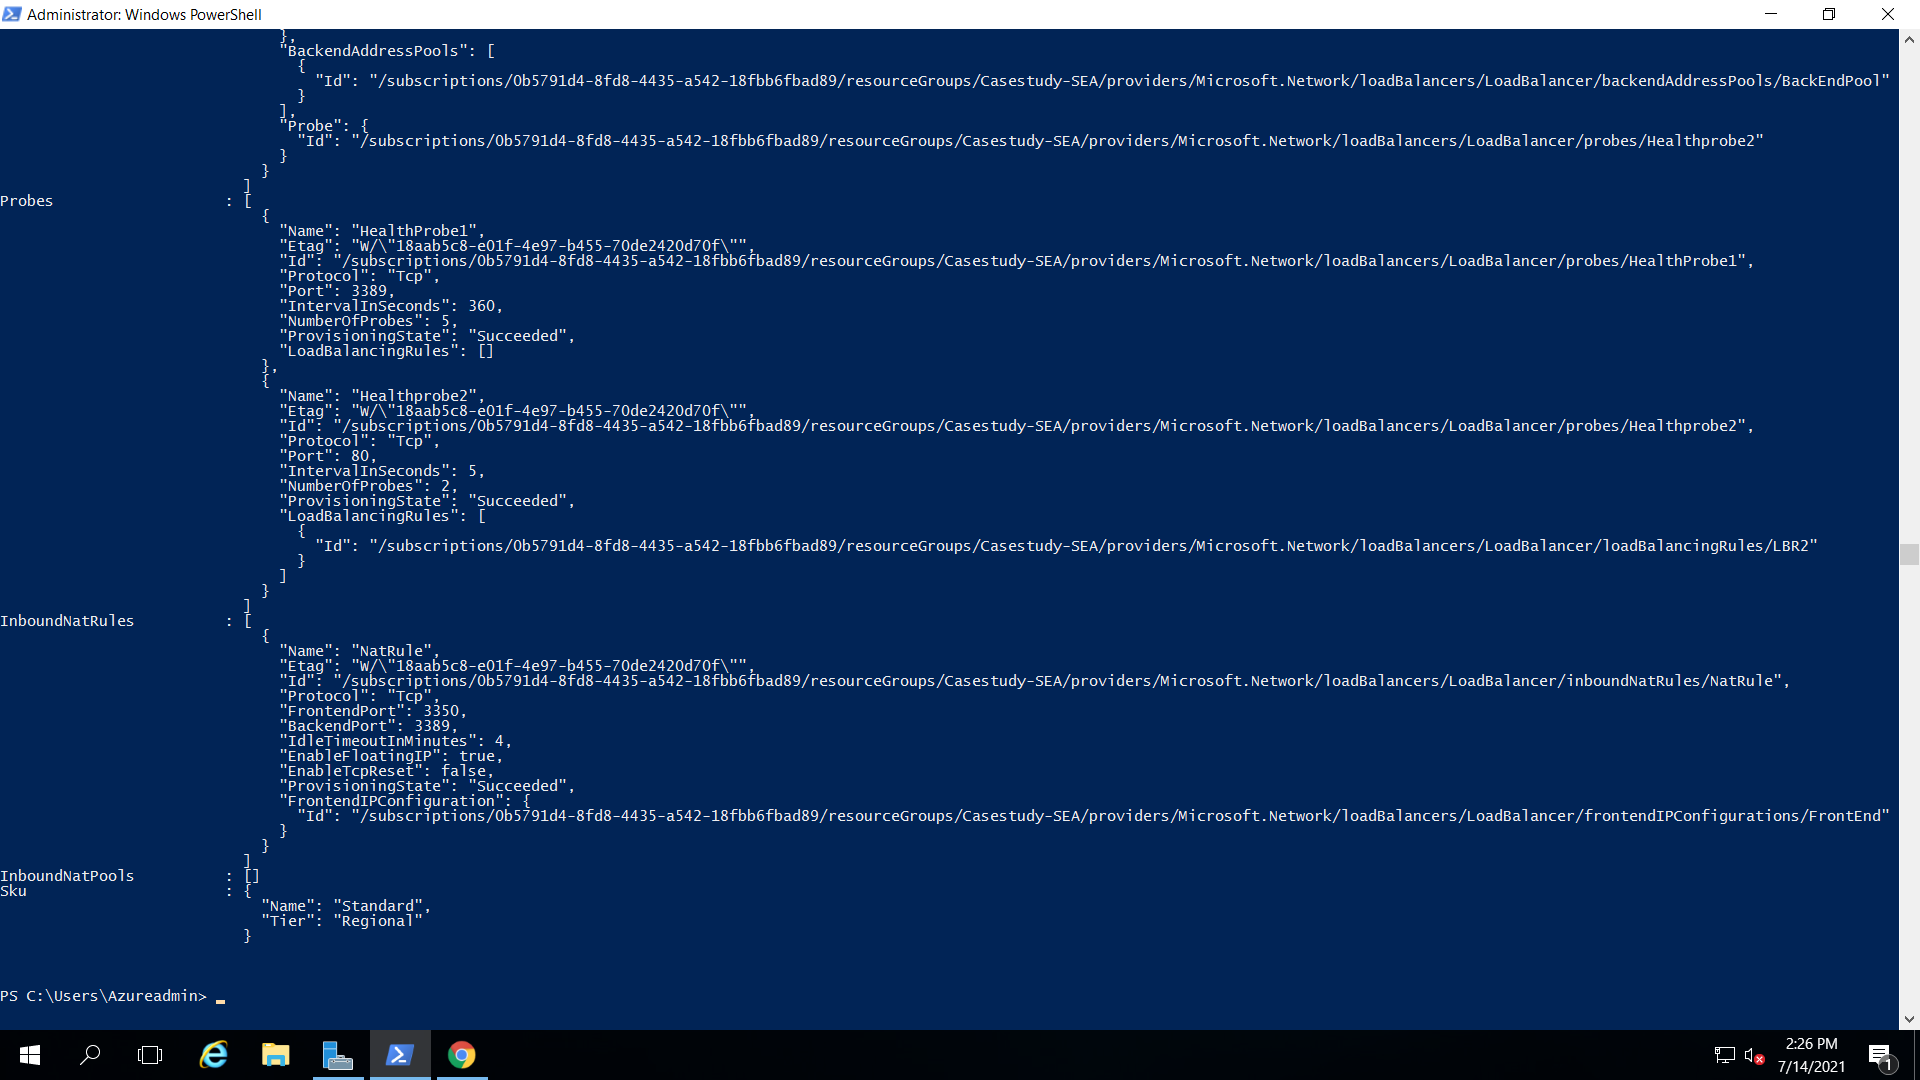 Administrator: Windows PowerShell
},
"BackendAddressPools": [
{
"Id": "/subscriptions/0b5791d4-8fd8-4435-a542-18fbb6fbad89/resourceGroups/Casestudy-SEA/providers/Microsoft.Network/loadBalancers/LoadBalancer/backendAddressPools/BackEndPool"
}
],
"Probe": {
"Id": "/subscriptions/0b5791d4-8fd8-4435-a542-18fbb6fbad89/resourceGroups/Casestudy-SEA/providers/Microsoft.Network/loadBalancers/LoadBalancer/probes/Healthprobe2"
}
}
]
Probes : [
{
"Name": "HealthProbe1",
"Etag": "W/\"18aab5c8-e01f-4e97-b455-70de2420d70f\"",
"Id": "/subscriptions/0b5791d4-8fd8-4435-a542-18fbb6fbad89/resourceGroups/Casestudy-SEA/providers/Microsoft.Network/loadBalancers/LoadBalancer/probes/HealthProbe1",
"Protocol": "Tcp",
"Port": 3389,
"IntervalInSeconds": 360,
"NumberOfProbes": 5,
"ProvisioningState": "Succeeded",
"LoadBalancingRules": []
},
{
"Name": "Healthprobe2",
"Etag": "W/\"18aab5c8-e01f-4e97-b455-70de2420d70f\"",
"Id": "/subscriptions/0b5791d4-8fd8-4435-a542-18fbb6fbad89/resourceGroups/Casestudy-SEA/providers/Microsoft.Network/loadBalancers/LoadBalancer/probes/Healthprobe2",
"Protocol": "Tcp",
"Port": 80,
"IntervalInSeconds": 5,
"NumberOfProbes": 2,
"ProvisioningState": "Succeeded",
"LoadBalancingRules": [
{
"Id": "/subscriptions/0b5791d4-8fd8-4435-a542-18fbb6fbad89/resourceGroups/Casestudy-SEA/providers/Microsoft.Network/loadBalancers/LoadBalancer/loadBalancingRules/LBR2"
}
]
}
]
InboundNatRules : [
{
"Name": "NatRule",
"Etag": "W/\"18aab5c8-e01f-4e97-b455-70de2420d70f\"",
"Id": "/subscriptions/0b5791d4-8fd8-4435-a542-18fbb6fbad89/resourceGroups/Casestudy-SEA/providers/Microsoft.Network/loadBalancers/LoadBalancer/inboundNatRules/NatRule",
"Protocol": "Tcp",
"FrontendPort": 3350,
"BackendPort": 3389,
"IdleTimeoutInMinutes": 4,
"EnableFloatingIP": true,
"EnableTcpReset": false,
"ProvisioningState": "Succeeded",
"FrontendIPConfiguration": {
"Id": "/subscriptions/0b5791d4-8fd8-4435-a542-18fbb6fbad89/resourceGroups/Casestudy-SEA/providers/Microsoft.Network/loadBalancers/LoadBalancer/frontendIPConfigurations/FrontEnd"
}
}
]
InboundNatPools : []
Sku : {
"Name": "Standard",
"Tier": "Regional"
}
PS C:\Users\Azureadmin> _
2:26 PM
7/14/2021
1